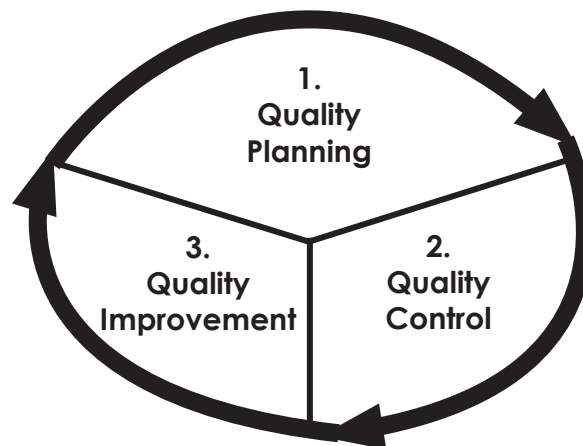 1.
Quality
Planning
2.
Quality
Control
3.
Quality
Improvement